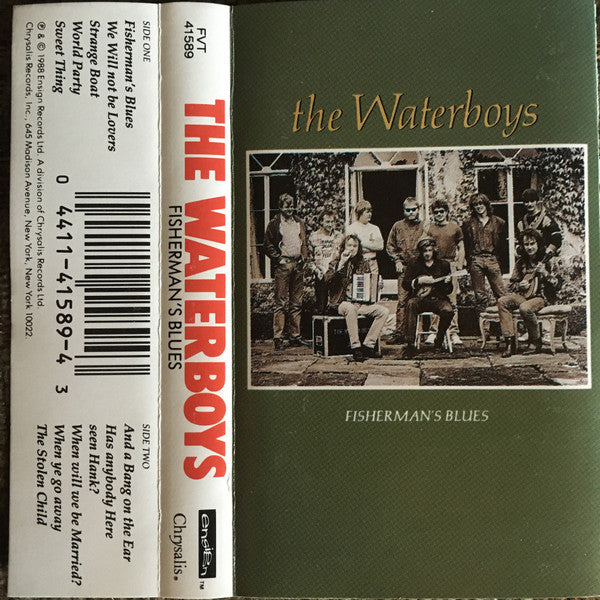 SIDE ONE
Fisherman's Blues
We Will not be Lovers
Strange Boat
World Party
Sweet Thing
℗ & © 1988 Ensign Records Ltd. A division of Chrysalis Records Ltd.
Chrysalis Records, Inc., 645 Madison Avenue, New York, New York 10022.
0 4411-41589-4 3
SIDE TWO
And a Bang on the Ear
Has anybody Here
seen Hank?
When will we be Married?
When ye go away
The Stolen Child
FVT
41589
THE WATERBOYS
FISHERMAN'S BLUES
ensign™
Chrysalis®
the Waterboys
FISHERMAN'S BLUES